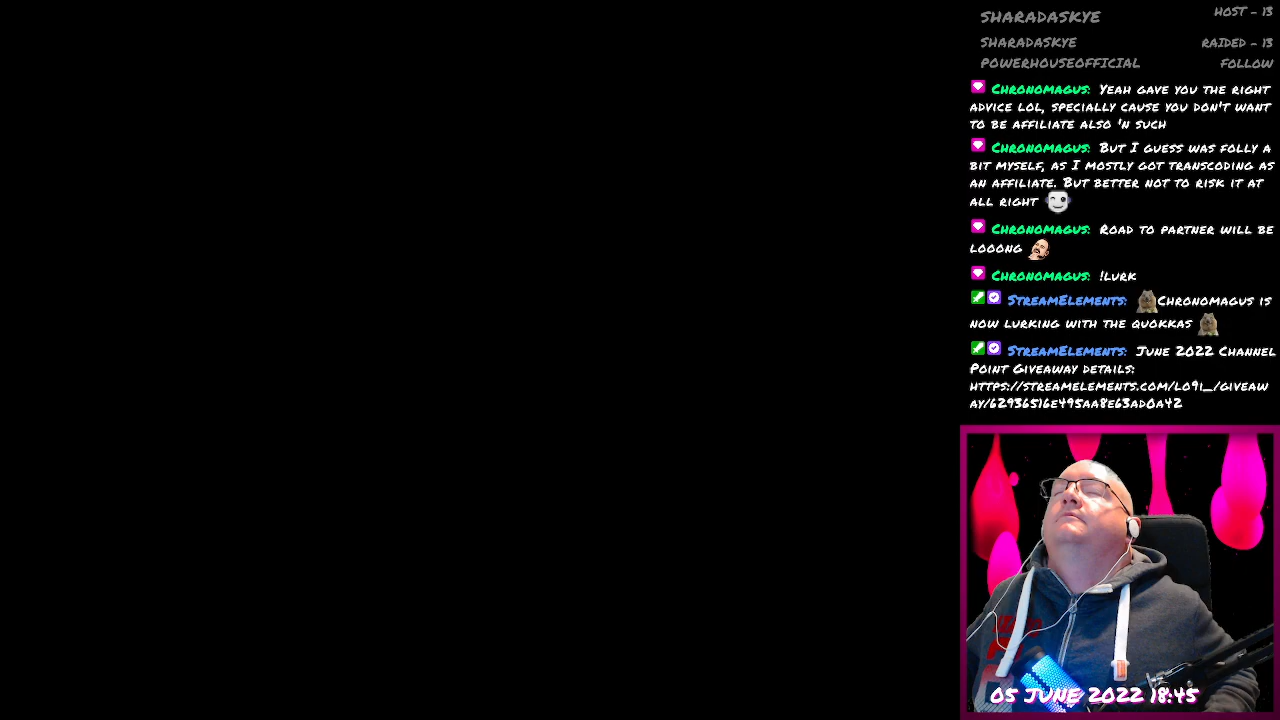 SHARADASKYE HOST - 13
SHARADASKYE RAIDED - 13
POWERHOUSEOFFICIAL FOLLOW
CHRONOMAGUS: YEAH GAVE YOU THE RIGHT
ADVICE LOL, SPECIALLY CAUSE YOU DON'T WANT
TO BE AFFILIATE ALSO 'N SUCH
CHRONOMAGUS: BUT I GUESS WAS FOLLY A
BIT MYSELF, AS I MOSTLY GOT TRANSCODING AS
AN AFFILIATE. BUT BETTER NOT TO RISK IT AT
ALL RIGHT
CHRONOMAGUS: ROAD TO PARTNER WILL BE
LOOONG
CHRONOMAGUS: !LURK
STREAMELEMENTS: CHRONOMAGUS IS
NOW LURKING WITH THE QUOKKAS
STREAMELEMENTS: JUNE 2022 CHANNEL
POINT GIVEAWAY DETAILS:
HTTPS://STREAMELEMENTS.COM/LO9I_/GIVEAW
AY/62936516E495AA8E63AD0A42
05 JUNE 2022 18:45